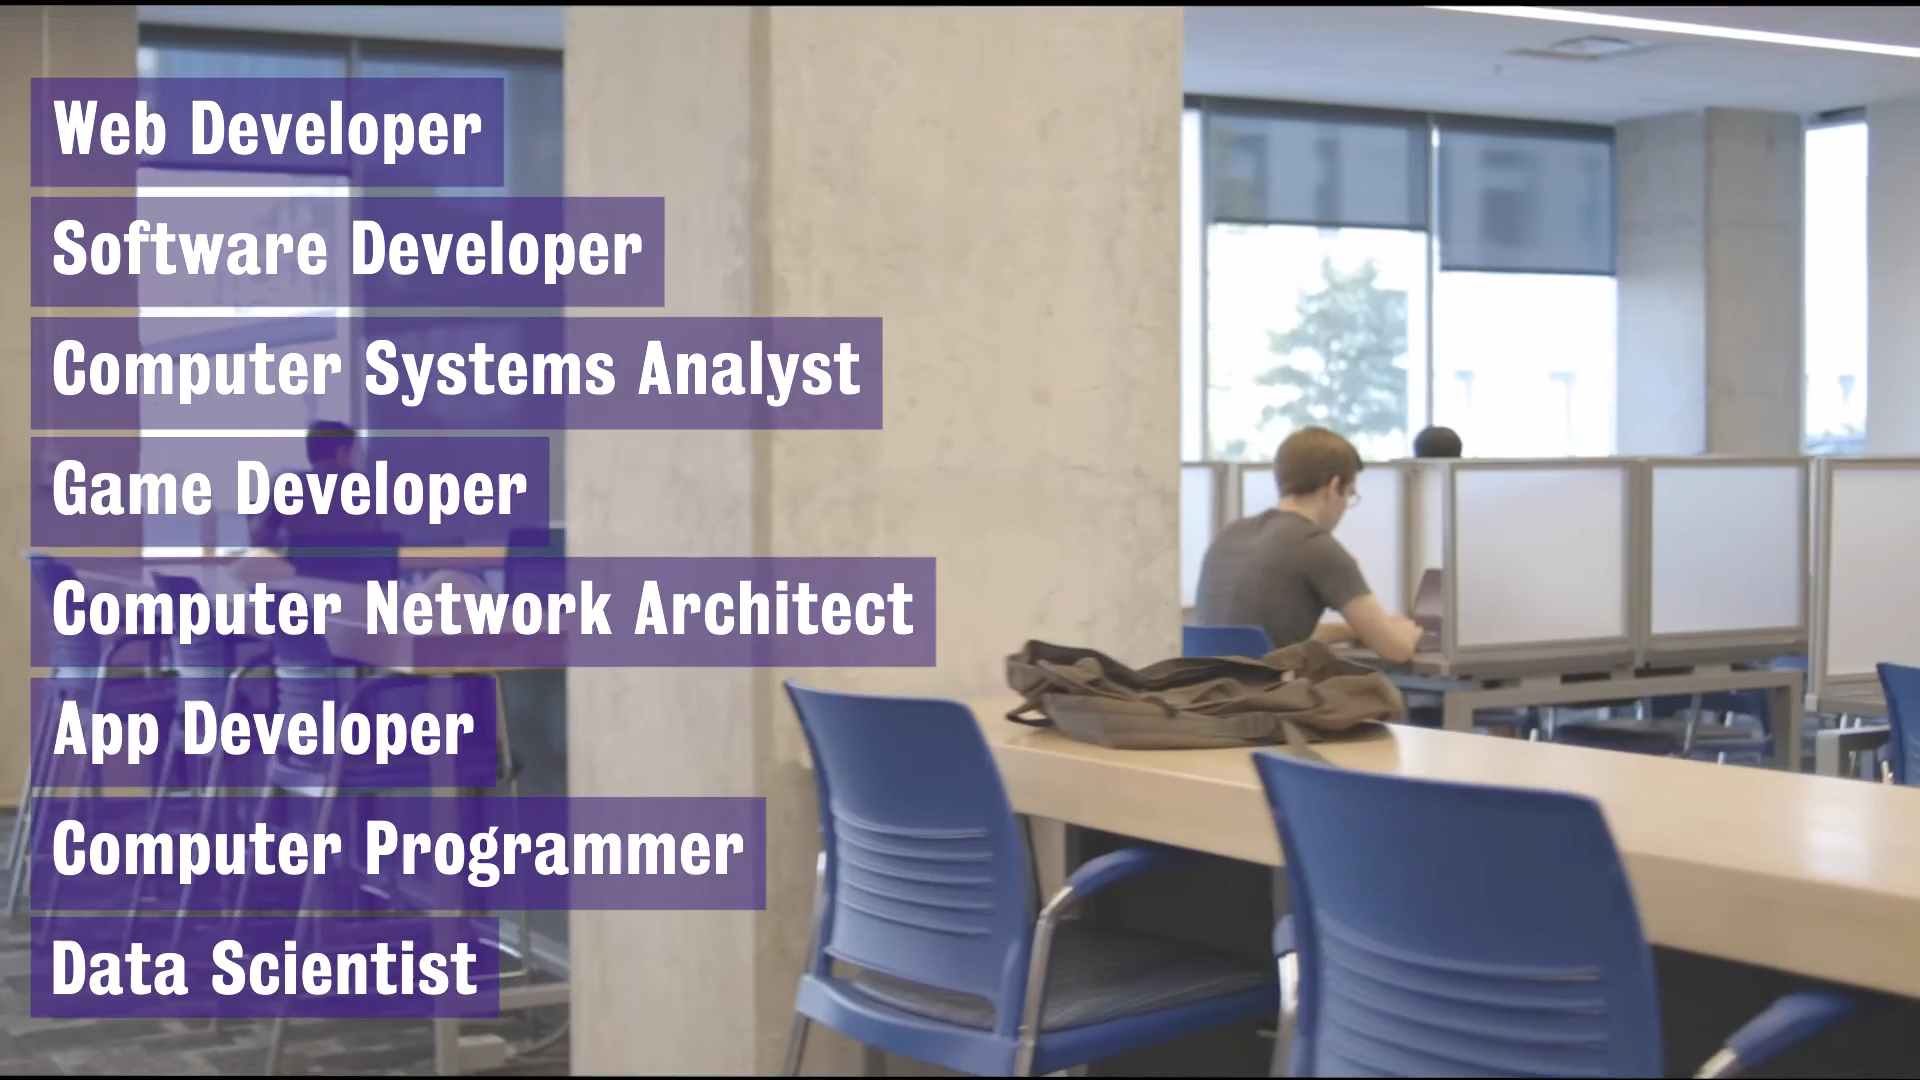 Web Developer
Software Developer
Computer Systems Analyst
Game Developer
Computer Network Architect
App Developer
Computer Programmer
Data Scientist